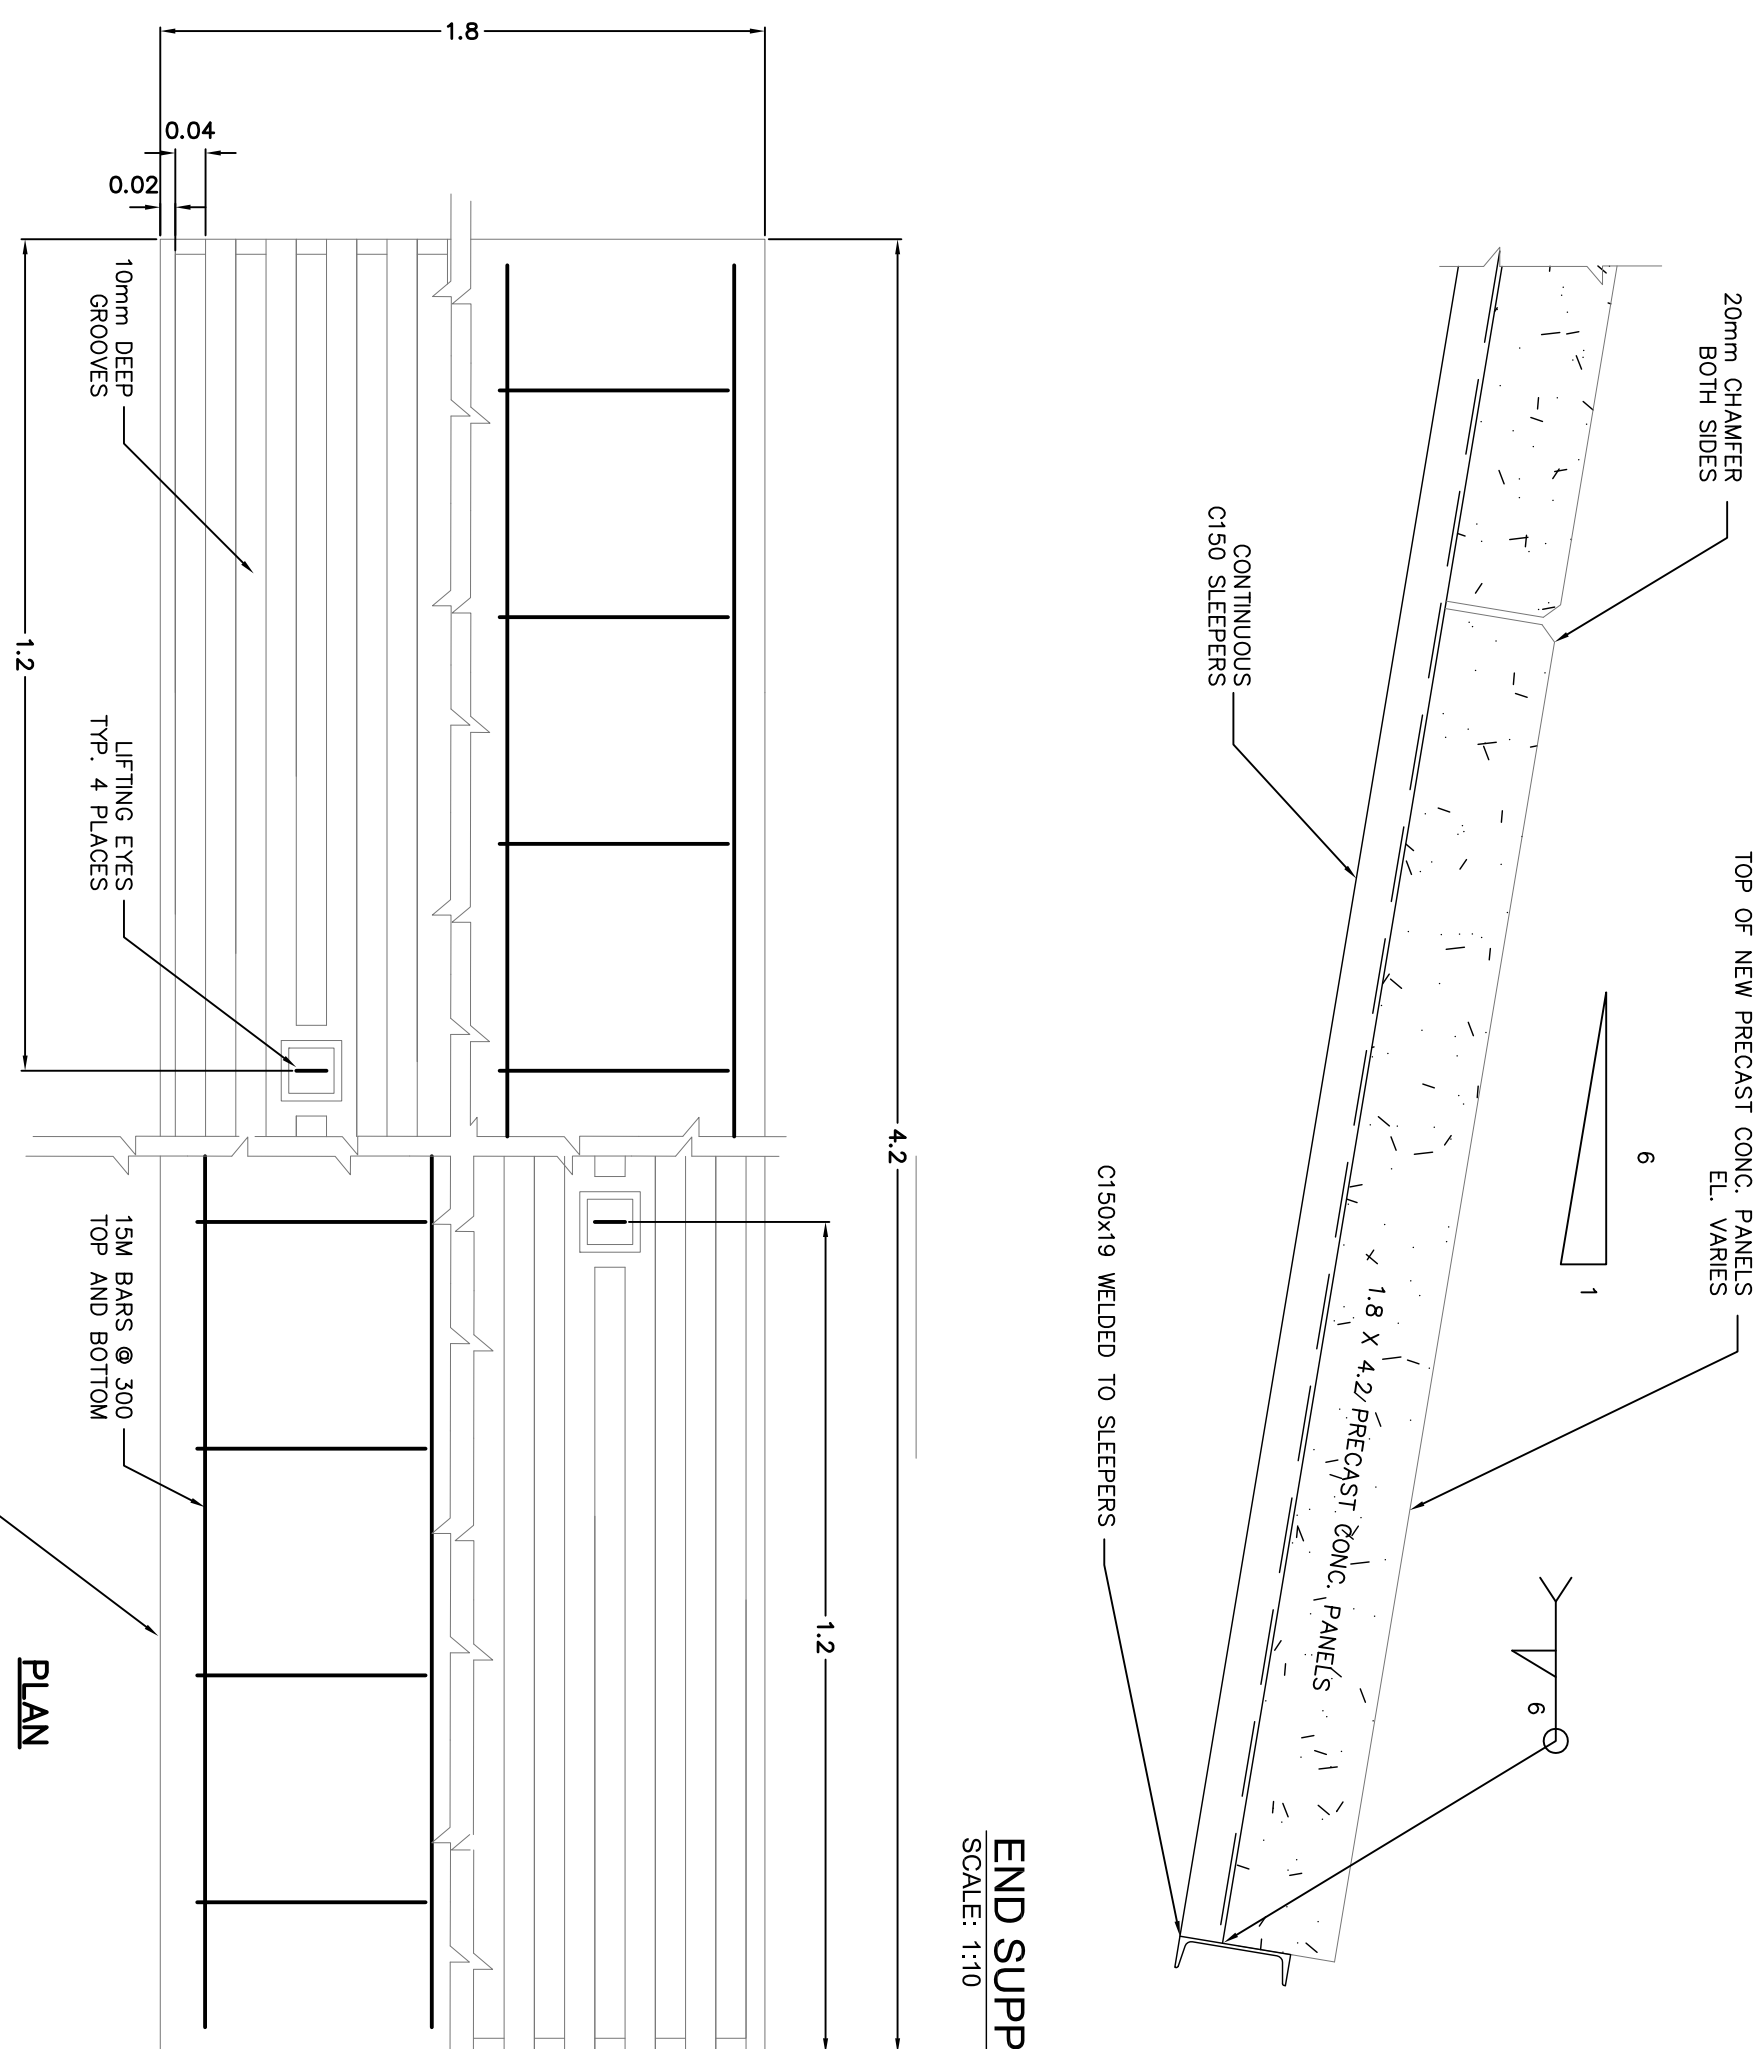 20mm CHAMFER
BOTH SIDES
TOP OF NEW PRECAST CONC. PANELS
EL. VARIES
6
1
6
CONTINUOUS
C150 SLEEPERS
1.8 X 4.2 PRECAST CONC. PANELS
C150x19 WELDED TO SLEEPERS
END SUPP
SCALE: 1:10
4.2
1.2
1.8
0.04
0.02
10mm DEEP
GROOVES
LIFTING EYES
TYP. 4 PLACES
15M BARS @ 300
TOP AND BOTTOM
1.2
PLAN